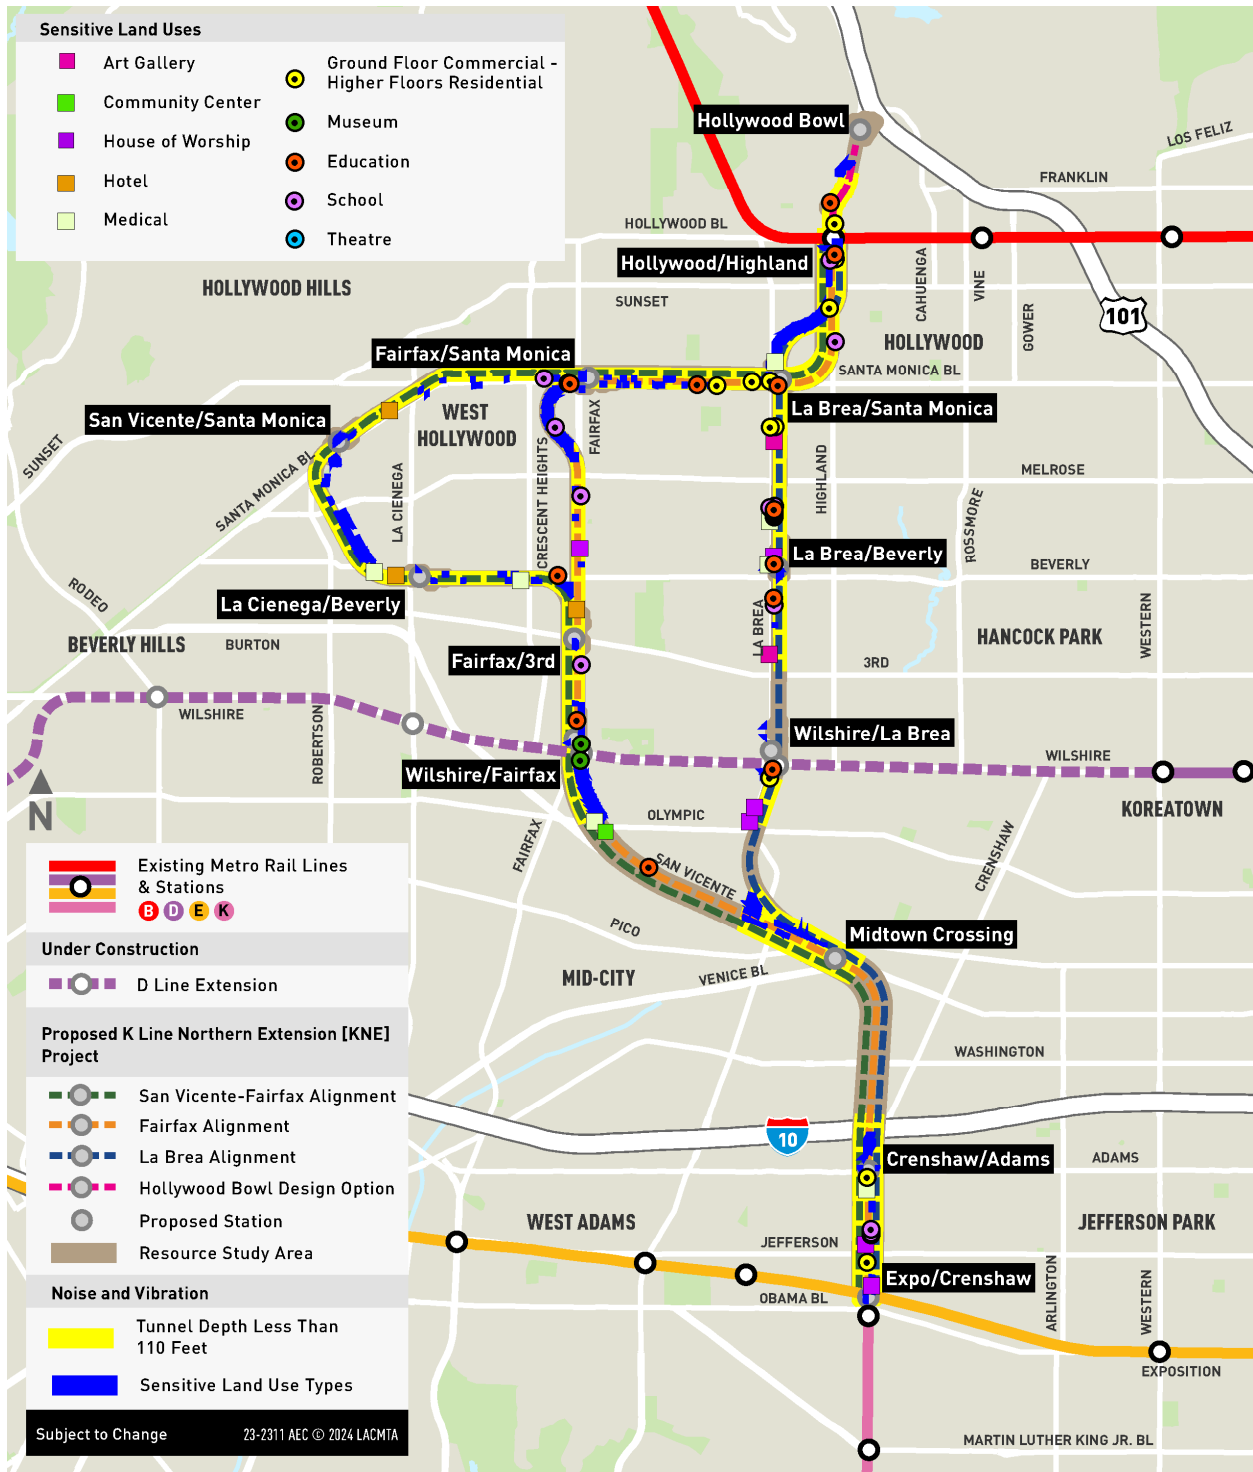 Sensitive Land Uses
Art Gallery
Community Center
House of Worship
Hotel
Medical
Ground Floor Commercial -
Higher Floors Residential
Museum
Education
School
Theatre
Hollywood Bowl
LOS FELIZ
FRANKLIN
HOLLYWOOD BL
Hollywood/Highland
HOLLYWOOD HILLS
SUNSET
CAHUENGA
VINE
GOWER
101
HOLLYWOOD
Fairfax/Santa Monica
SANTA MONICA BL
San Vicente/Santa Monica
WEST
HOLLYWOOD
FAIRFAX
La Brea/Santa Monica
SUNSET
SANTA MONICA BL
LA CIENEGA
CRESCENT HEIGHTS
HIGHLAND
MELROSE
ROSSMORE
La Brea/Beverly
BEVERLY
RODEO
La Cienega/Beverly
LA BREA
WESTERN
BEVERLY HILLS
BURTON
HANCOCK PARK
Fairfax/3rd
3RD
WILSHIRE
ROBERTSON
Wilshire/La Brea
WILSHIRE
Wilshire/Fairfax
N
KOREATOWN
OLYMPIC
FAIRFAX
SAN VICENTE
CRENSHAW
PICO
Midtown Crossing
MID-CITY
VENICE BL
WASHINGTON
10
Crenshaw/Adams
ADAMS
WEST ADAMS
JEFFERSON PARK
JEFFERSON
Expo/Crenshaw
OBAMA BL
ARLINGTON
WESTERN
EXPOSITION
MARTIN LUTHER KING JR. BL
Existing Metro Rail Lines
& Stations
B D E K
Under Construction
D Line Extension
Proposed K Line Northern Extension [KNE]
Project
San Vicente-Fairfax Alignment
Fairfax Alignment
La Brea Alignment
Hollywood Bowl Design Option
Proposed Station
Resource Study Area
Noise and Vibration
Tunnel Depth Less Than
110 Feet
Sensitive Land Use Types
Subject to Change
23-2311 AEC © 2024 LACMTA